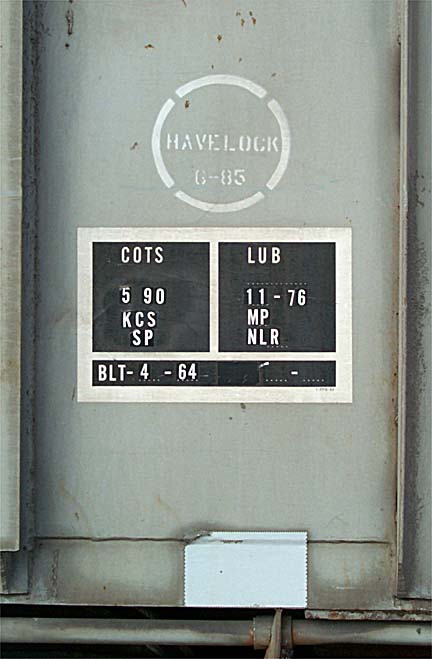 HAVELOCK
6-85
COTS
5 90
KCS
SP
LUB
11-76
MP
NLR
BLT-4 -64 -